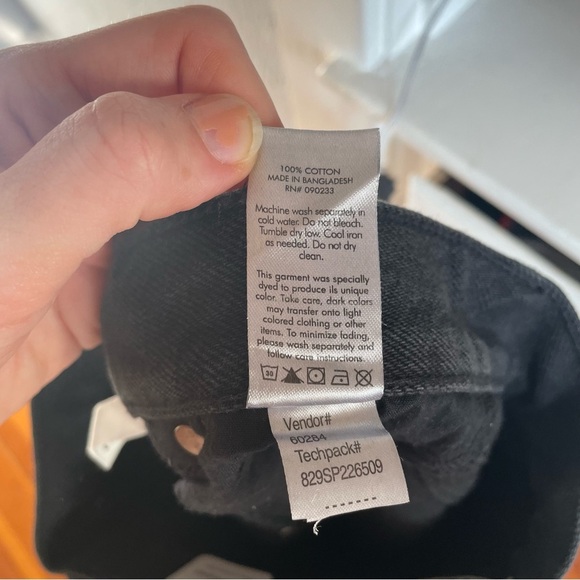 100% COTTON
MADE IN BANGLADESH
RN# 090233
Machine wash separately in
cold water. Do not bleach.
Tumble dry low. Cool iron
as needed. Do not dry
clean.
This garment was specially
dyed to produce its unique
color. Take care, dark colors
may transfer onto light
colored clothing or other
items. To minimize fading,
please wash separately and
follow care instructions.
30
Vendor#
60264
Techpack#
829SP226509